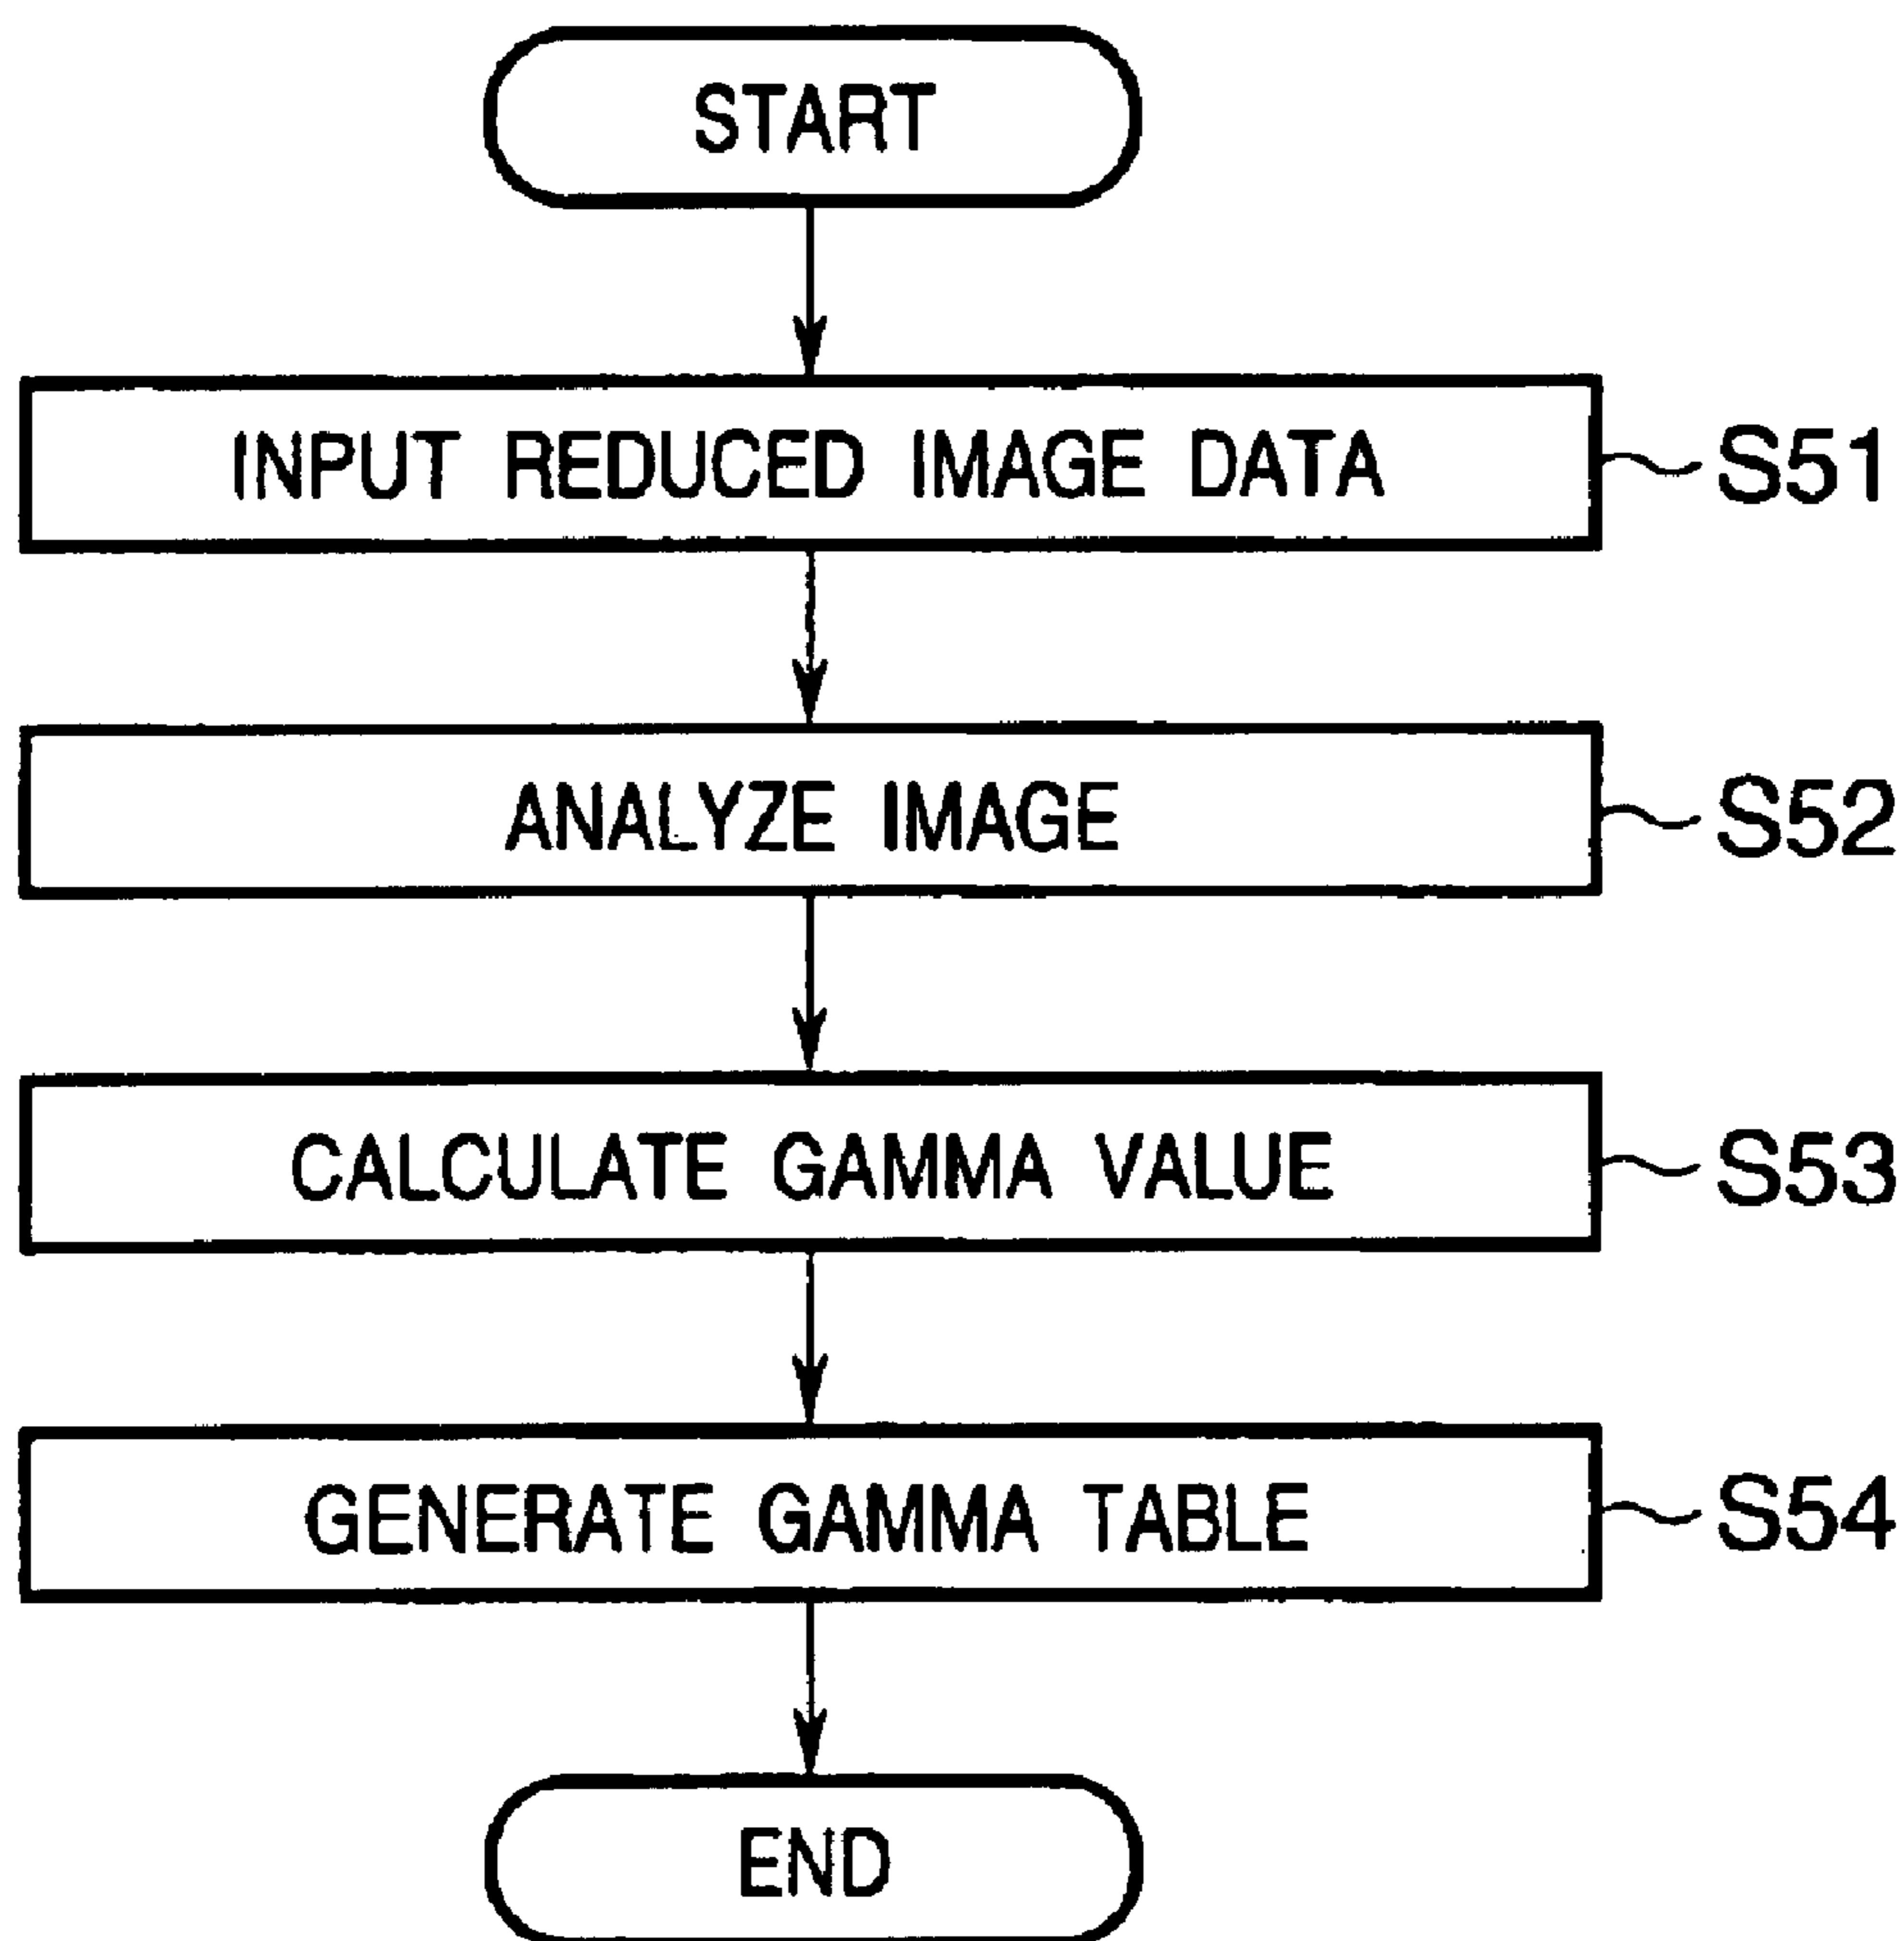 START
INPUT REDUCED IMAGE DATA
S51
ANALYZE IMAGE
S52
CALCULATE GAMMA VALUE
S53
GENERATE GAMMA TABLE
S54
END